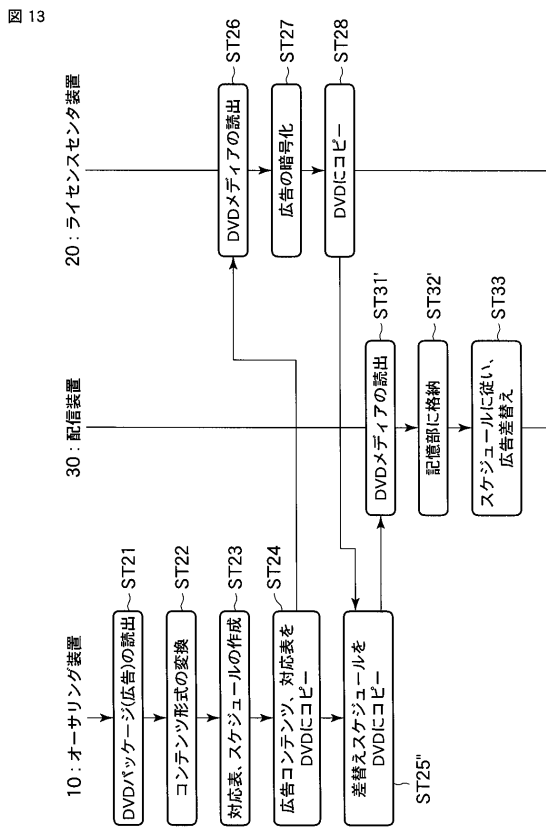 図 13
10：オーサリング装置
DVDパッケージ(広告)の読出
ST21
コンテンツ形式の変換
ST22
対応表、スケジュールの作成
ST23
広告コンテンツ、対応表を
DVDにコピー
ST24
差替えスケジュールを
DVDにコピー
ST25"
30：配信装置
DVDメディアの読出
ST31'
記憶部に格納
ST32'
スケジュールに従い、
広告差替え
ST33
20：ライセンスセンタ装置
DVDメディアの読出
ST26
広告の暗号化
ST27
DVDにコピー
ST28